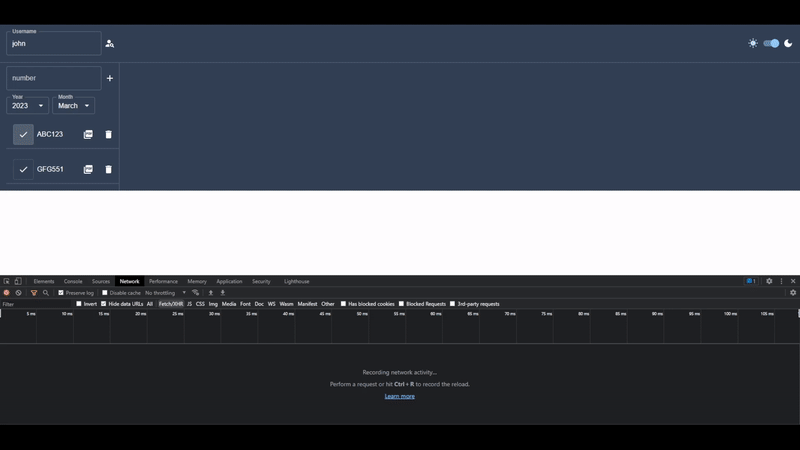 Username
john
number
Year Month
2023 March
ABC123
GFG551
Elements Console Sources Network Performance Memory Application Security Lighthouse 1
Preserve log Disable cache No throttling
Filter Invert Hide data URLs All Fetch/XHR JS CSS Img Media Font Doc WS Wasm Manifest Other Has blocked cookies Blocked Requests 3rd-party requests
5 ms 10 ms 15 ms 20 ms 25 ms 30 ms 35 ms 40 ms 45 ms 50 ms 55 ms 60 ms 65 ms 70 ms 75 ms 80 ms 85 ms 90 ms 95 ms 100 ms 105 ms
Recording network activity...
Perform a request or hit Ctrl + R to record the reload.
Learn more